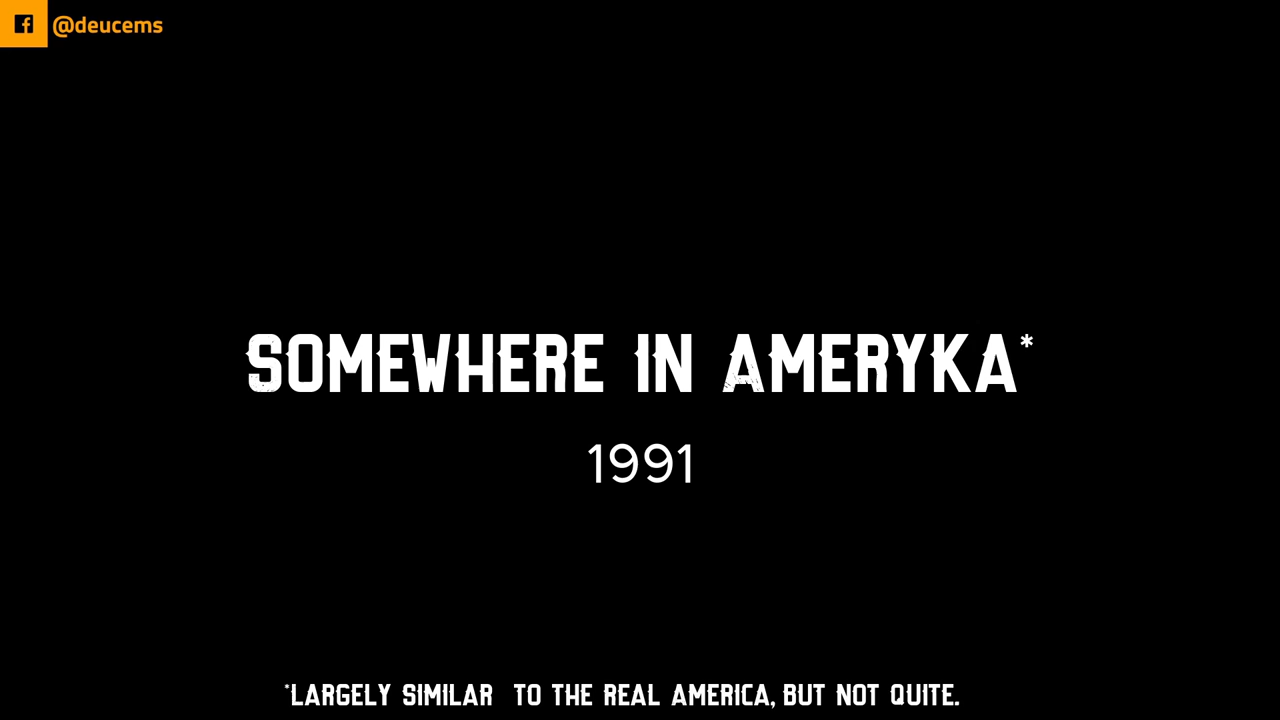 @deucems
SOMEWHERE IN AMERYKA*
1991
*LARGELY SIMILAR TO THE REAL AMERICA, BUT NOT QUITE.